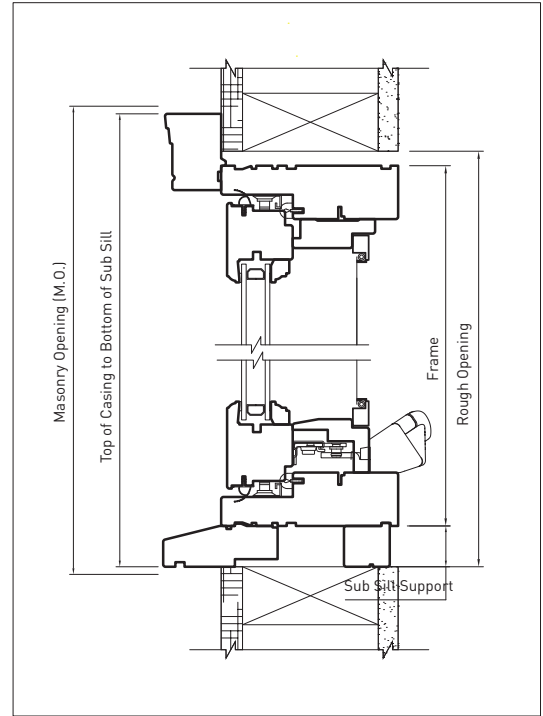 Masonry Opening (M.O.)
Top of Casing to Bottom of Sub Sill
Frame
Rough Opening
Sub Sill Support